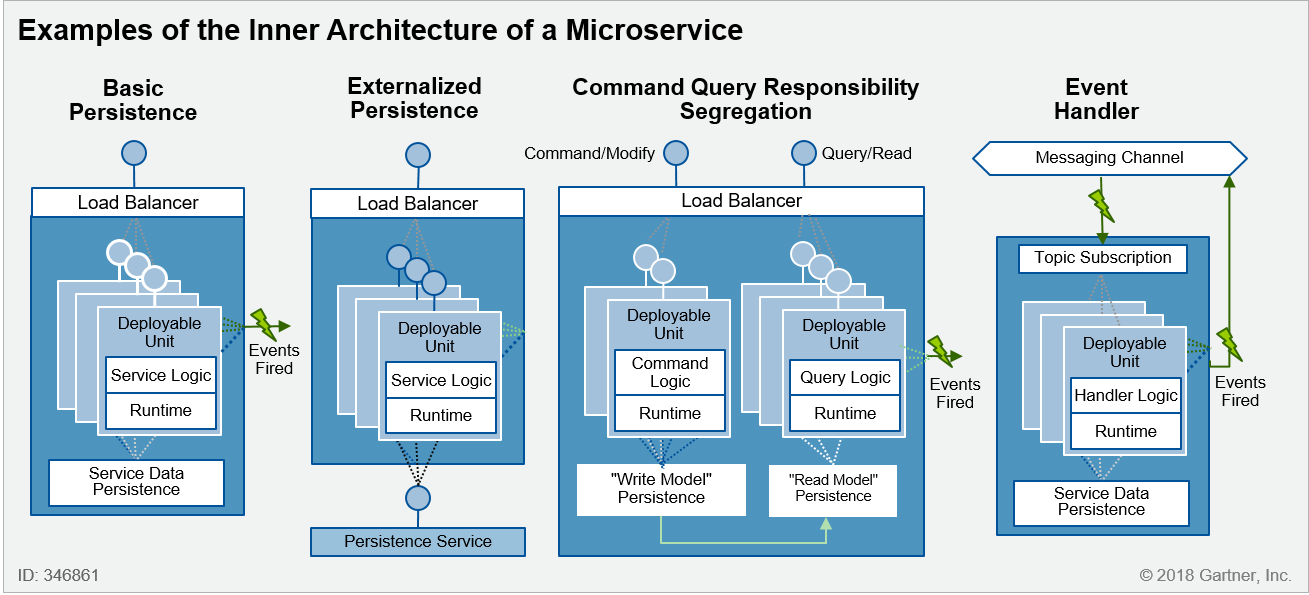 Examples of the Inner Architecture of a Microservice
Basic
Persistence
Load Balancer
Deployable
Unit
Service Logic
Runtime
Service Data
Persistence
Events
Fired
Externalized
Persistence
Load Balancer
Deployable
Unit
Service Logic
Runtime
Persistence Service
Command Query Responsibility
Segregation
Command/Modify
Query/Read
Load Balancer
Deployable
Unit
Command
Logic
Runtime
"Write Model"
Persistence
Deployable
Unit
Query Logic
Runtime
"Read Model"
Persistence
Events
Fired
Event
Handler
Messaging Channel
Topic Subscription
Deployable
Unit
Handler Logic
Runtime
Service Data
Persistence
Events
Fired
ID: 346861
© 2018 Gartner, Inc.